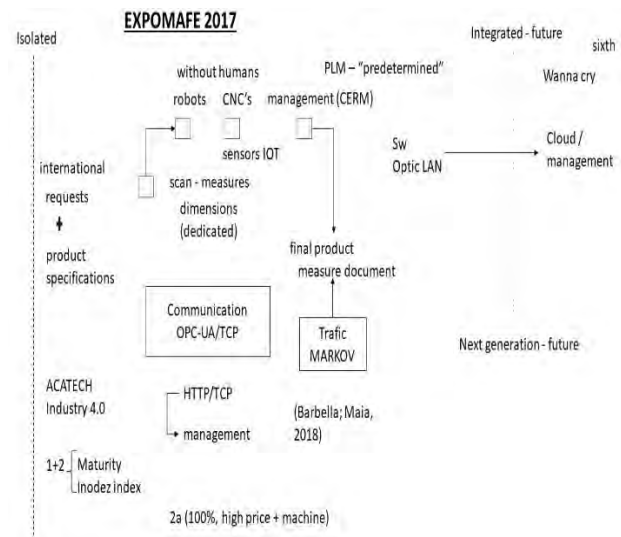 EXPOMAFE 2017
Isolated
Integrated - future
sixth
PLM – “predetermined”
Wanna cry
without humans
robots CNC's management (CERM)
sensors IOT
Sw
Optic LAN
Cloud /
management
international
requests
+
product
specifications
scan - measures
dimensions
(dedicated)
final product
measure document
Communication
OPC-UA/TCP
Trafic
MARKOV
Next generation - future
ACATECH
Industry 4.0
HTTP/TCP
management
(Barbella; Maia,
2018)
1+2
Maturity
Inodez index
2a (100%, high price + machine)